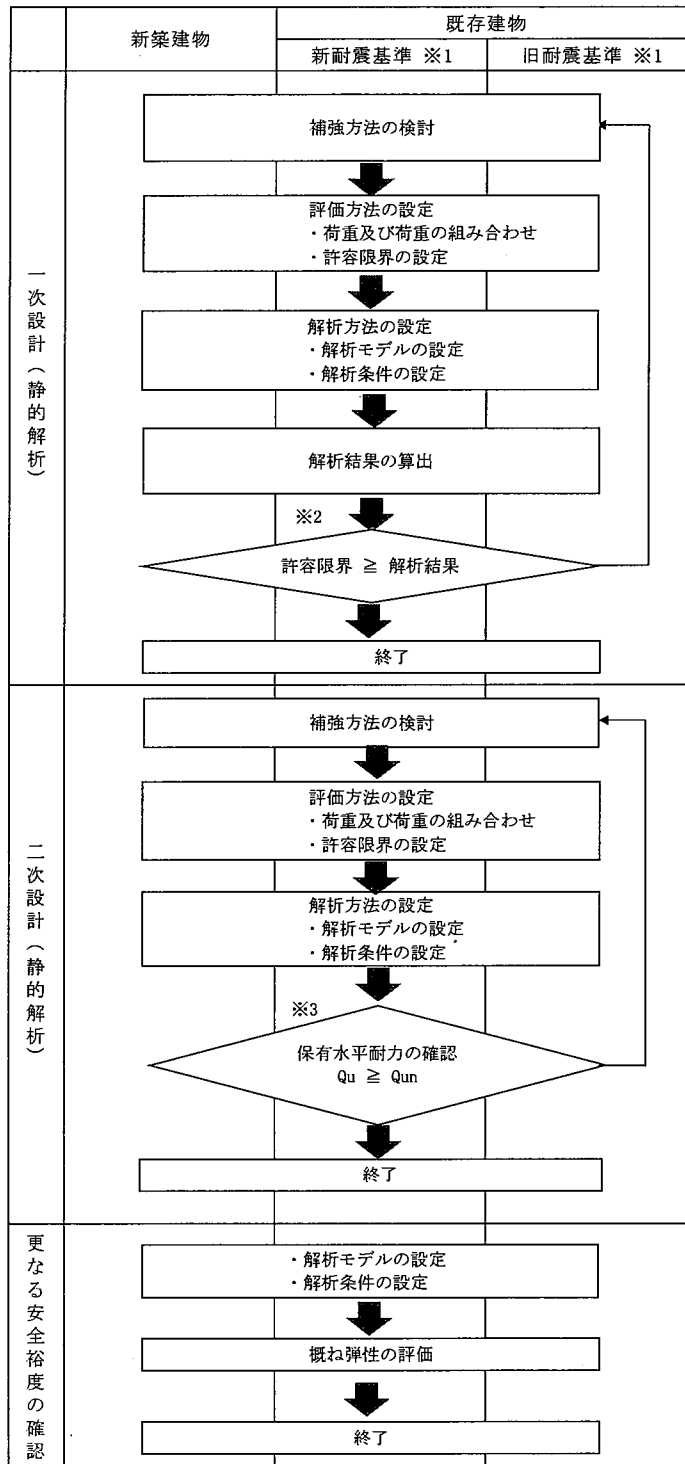 新築建物
既存建物
新耐震基準 ※1
旧耐震基準 ※1
一次設計（静的解析）
補強方法の検討
評価方法の設定
・荷重及び荷重の組み合わせ
・許容限界の設定
解析方法の設定
・解析モデルの設定
・解析条件の設定
解析結果の算出
※2
許容限界 ≧ 解析結果
終了
二次設計（静的解析）
補強方法の検討
評価方法の設定
・荷重及び荷重の組み合わせ
・許容限界の設定
解析方法の設定
・解析モデルの設定
・解析条件の設定
※3
保有水平耐力の確認
Qu ≧ Qun
終了
更なる安全裕度の確認
・解析モデルの設定
・解析条件の設定
概ね弾性の評価
終了